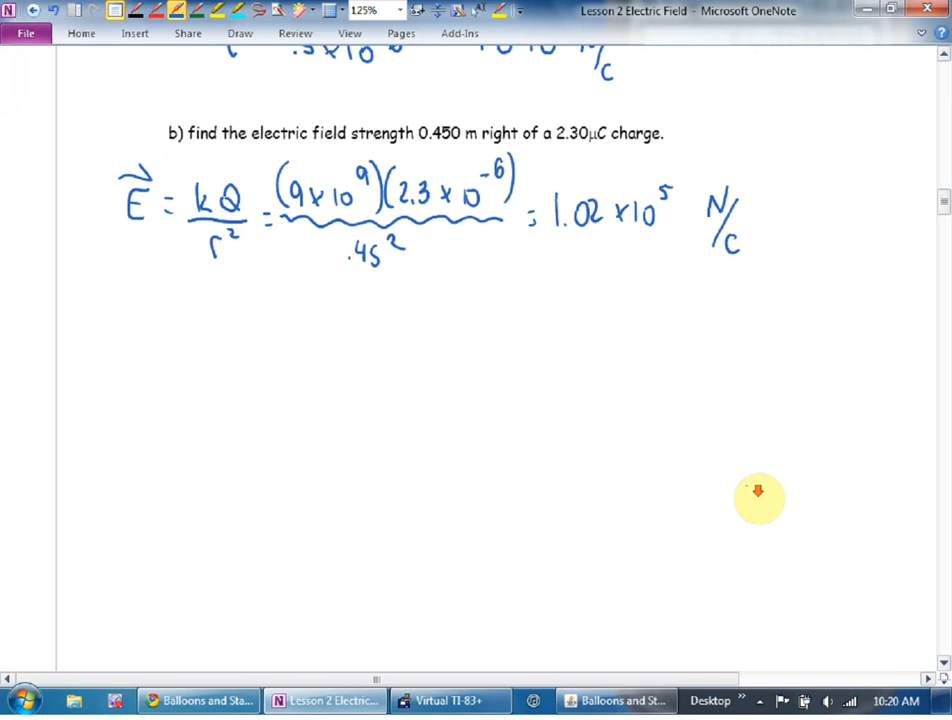 Lesson 2 Electric Field - Microsoft OneNote
125%
File Home Insert Share Draw Review View Pages Add-Ins
.3×10
N/C
b) find the electric field strength 0.450 m right of a 2.30μC charge.
E⃗ = kQ/r² = (9×10⁹)(2.3×10⁻⁶)/.45² = 1.02×10⁵ N/C
Balloons and Sta... Lesson 2 Electric... Virtual TI-83+ Balloons and St... Desktop 10:20 AM